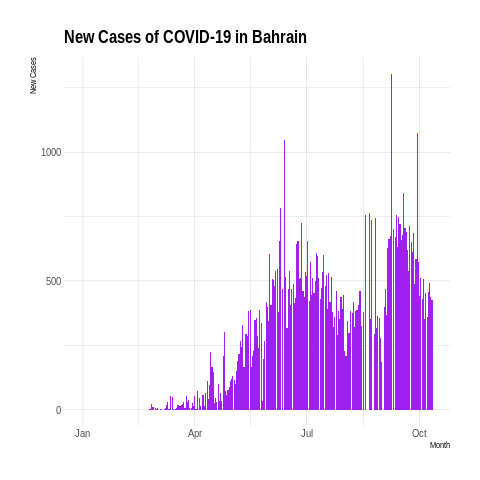 New Cases of COVID-19 in Bahrain
New Cases
1000
500
0
Jan Apr Jul Oct
Month